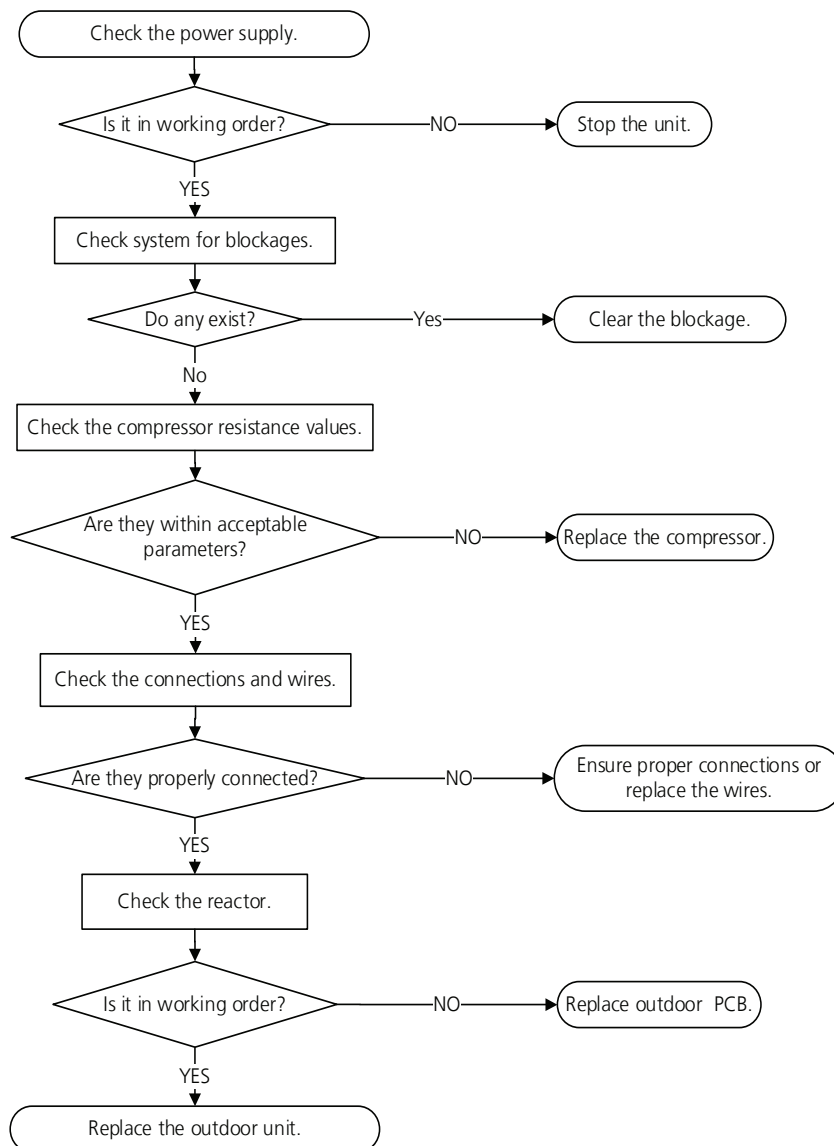 Check the power supply.
Is it in working order?
NO
Stop the unit.
YES
Check system for blockages.
Do any exist?
Yes
Clear the blockage.
No
Check the compressor resistance values.
Are they within acceptable
parameters?
NO
Replace the compressor.
YES
Check the connections and wires.
Are they properly connected?
NO
Ensure proper connections or
replace the wires.
YES
Check the reactor.
Is it in working order?
NO
Replace outdoor PCB.
YES
Replace the outdoor unit.